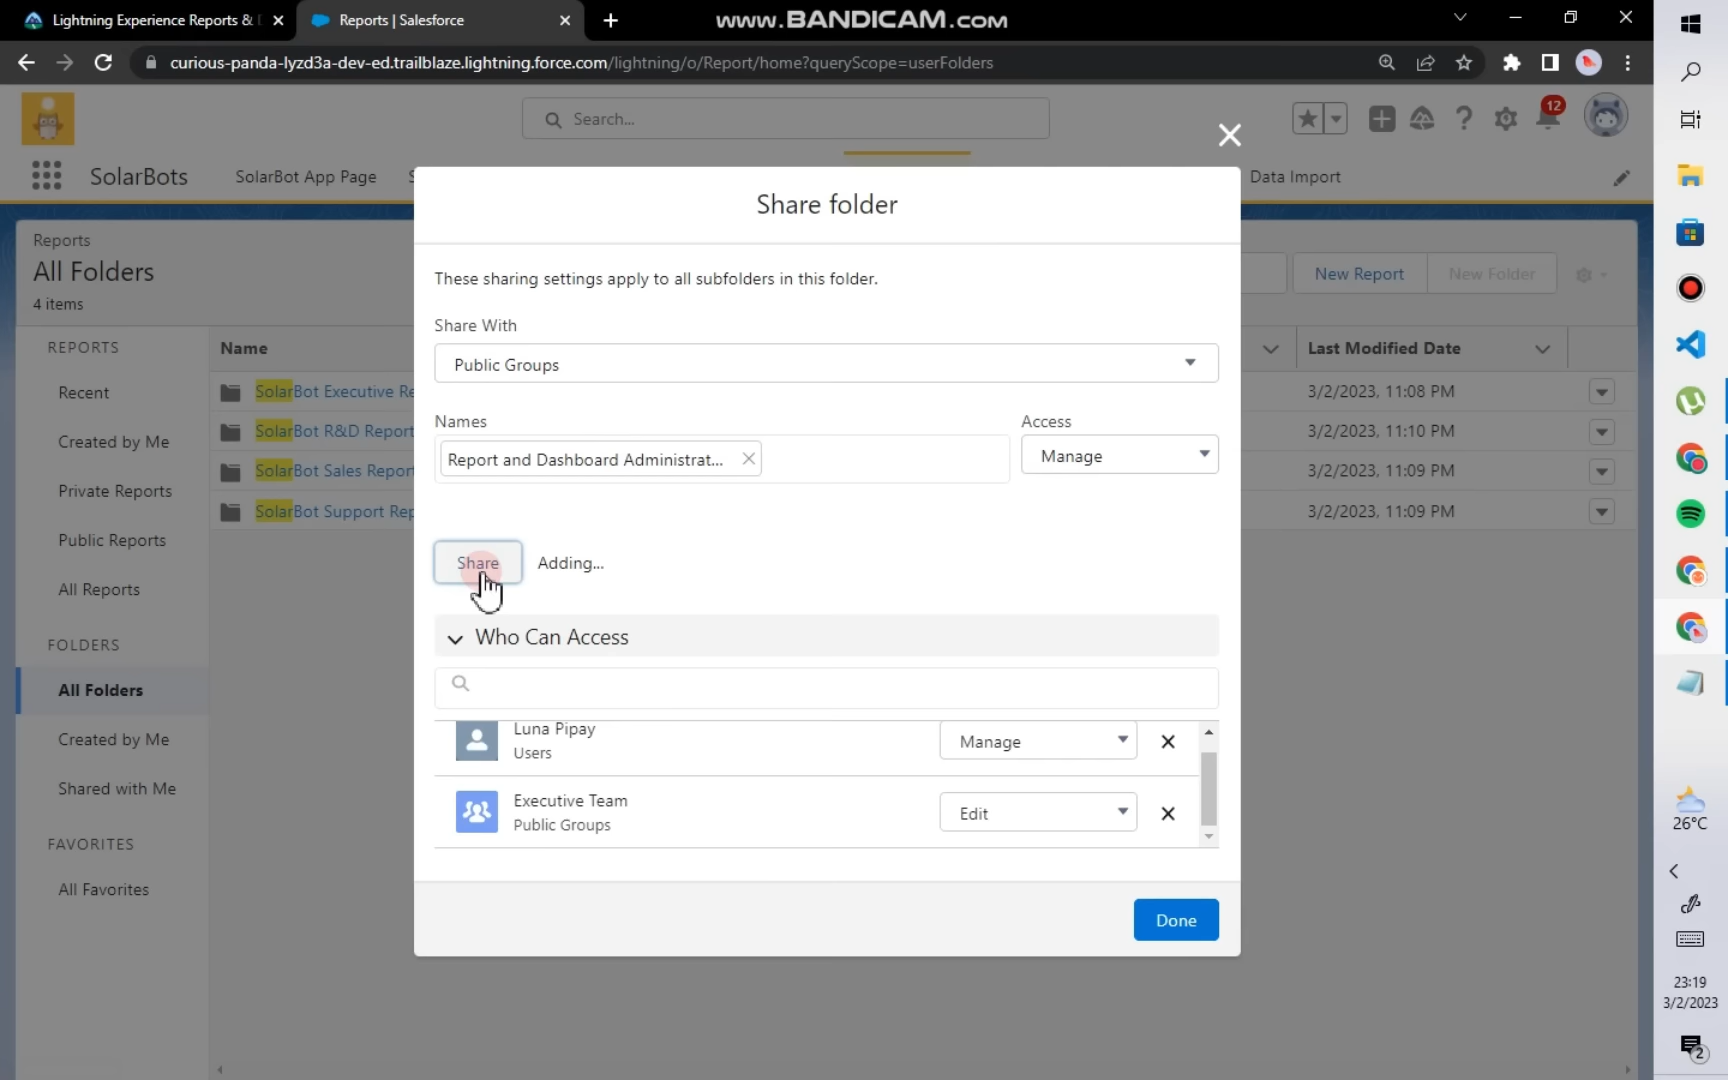 Lightning Experience Reports & D
Reports | Salesforce
www.BANDICAM.com
curious-panda-lyzd3a-dev-ed.trailblaze.lightning.force.com/lightning/o/Report/home?queryScope=userFolders
Search...
12
SolarBots
SolarBot App Page
S
Data Import
Share folder
Reports
All Folders
4 items
New Report
New Folder
These sharing settings apply to all subfolders in this folder.
Share With
Public Groups
REPORTS
Recent
Created by Me
Private Reports
Public Reports
All Reports
FOLDERS
All Folders
Created by Me
Shared with Me
FAVORITES
All Favorites
Name
Last Modified Date
SolarBot Executive Re
3/2/2023, 11:08 PM
SolarBot R&D Report
3/2/2023, 11:10 PM
SolarBot Sales Report
3/2/2023, 11:09 PM
SolarBot Support Rep
3/2/2023, 11:09 PM
Names
Access
Report and Dashboard Administrat...
Manage
Share
Adding...
Who Can Access
Luna Pipay
Users
Manage
Executive Team
Public Groups
Edit
Done
26°C
23:19
3/2/2023
2